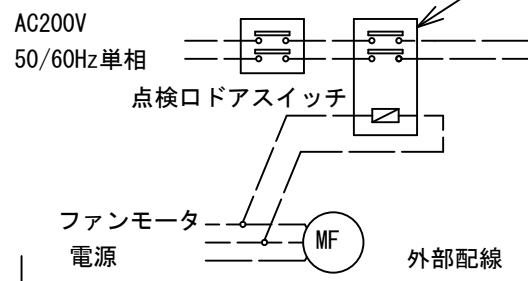 AC200V
50/60Hz単相
点検口ドアスイッチ
ファンモータ
電源
MF
外部配線